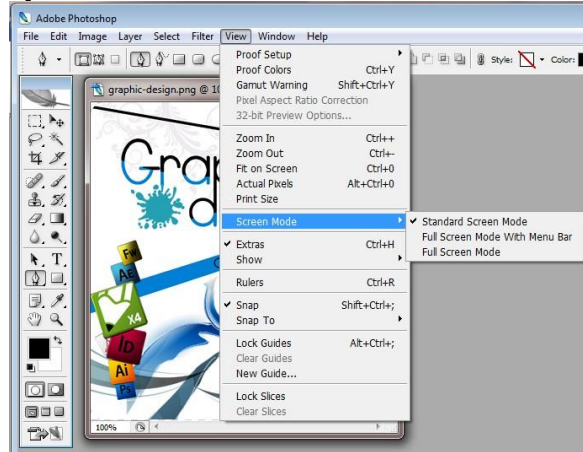 Adobe Photoshop
File Edit Image Layer Select Filter View Window Help
Style: Color:
graphic-design.png @ 10
Proof Setup
Proof Colors Ctrl+Y
Gamut Warning Shift+Ctrl+Y
Pixel Aspect Ratio Correction
32-bit Preview Options...
Zoom In Ctrl++
Zoom Out Ctrl+-
Fit on Screen Ctrl+0
Actual Pixels Alt+Ctrl+0
Print Size
Screen Mode
Standard Screen Mode
Full Screen Mode With Menu Bar
Full Screen Mode
Extras Ctrl+H
Show
Rulers Ctrl+R
Snap Shift+Ctrl+;
Snap To
Lock Guides Alt+Ctrl+;
Clear Guides
New Guide...
Lock Slices
Clear Slices
Grap
d
Fw
AE
X4
ID
Ai
Ps
T
100%